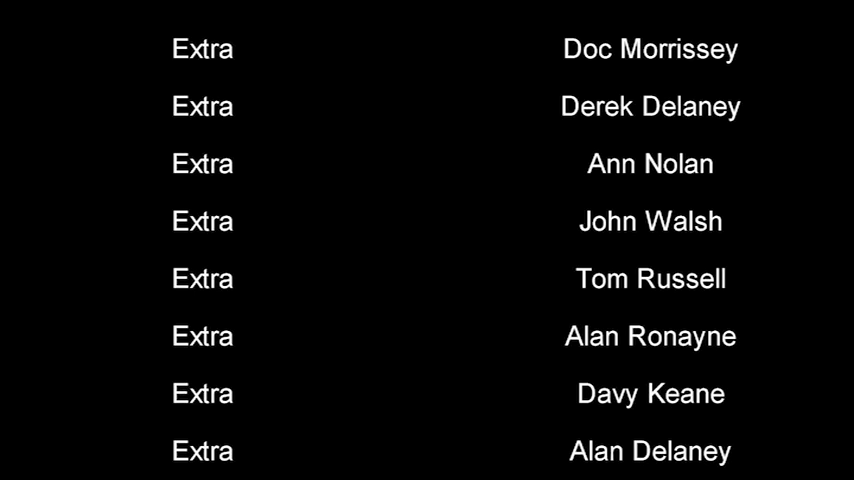 Extra Doc Morrissey
Extra Derek Delaney
Extra Ann Nolan
Extra John Walsh
Extra Tom Russell
Extra Alan Ronayne
Extra Davy Keane
Extra Alan Delaney